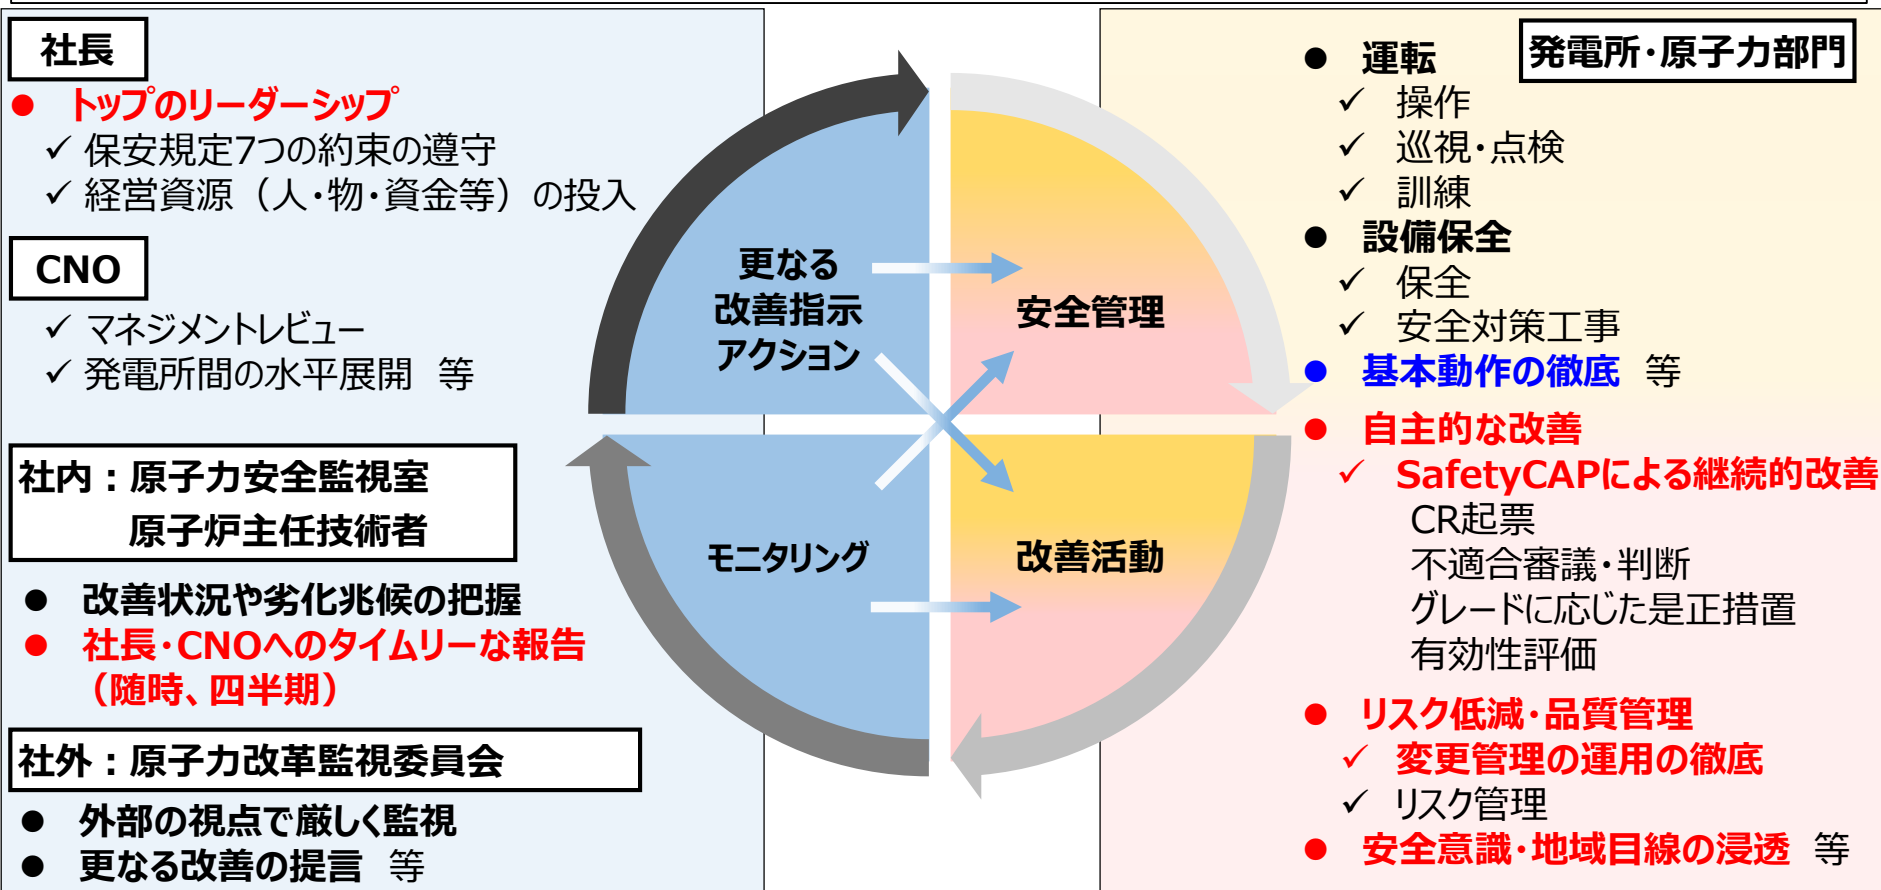 社長
● トップのリーダーシップ
✓ 保安規定7つの約束の遵守
✓ 経営資源（人・物・資金等）の投入
CNO
✓ マネジメントレビュー
✓ 発電所間の水平展開 等
社内：原子力安全監視室
原子炉主任技術者
● 改善状況や劣化兆候の把握
● 社長・CNOへのタイムリーな報告
（随時、四半期）
社外：原子力改革監視委員会
● 外部の視点で厳しく監視
● 更なる改善の提言 等
更なる
改善指示
アクション
安全管理
モニタリング
改善活動
発電所・原子力部門
● 運転
✓ 操作
✓ 巡視・点検
✓ 訓練
● 設備保全
✓ 保全
✓ 安全対策工事
● 基本動作の徹底 等
● 自主的な改善
✓ SafetyCAPによる継続的改善
CR起票
不適合審議・判断
グレードに応じた是正措置
有効性評価
● リスク低減・品質管理
✓ 変更管理の運用の徹底
✓ リスク管理
● 安全意識・地域目線の浸透 等